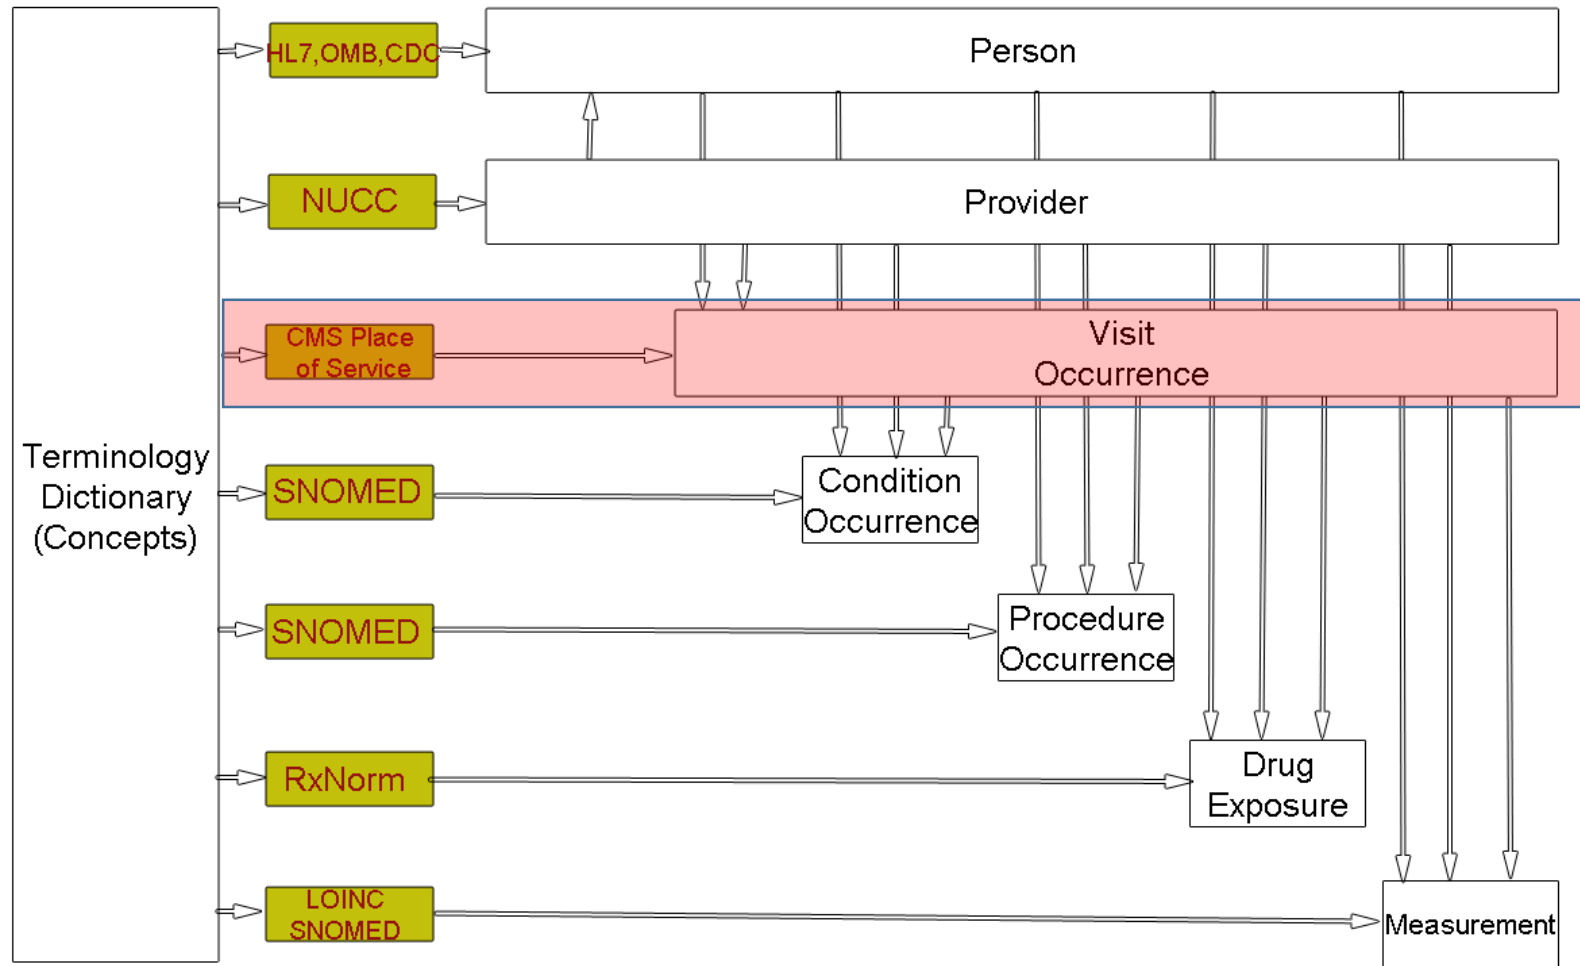 HL7,OMB,CDC
Person
NUCC
Provider
CMS Place
of Service
Visit
Occurrence
Terminology
Dictionary
(Concepts)
SNOMED
Condition
Occurrence
SNOMED
Procedure
Occurrence
RxNorm
Drug
Exposure
LOINC
SNOMED
Measurement